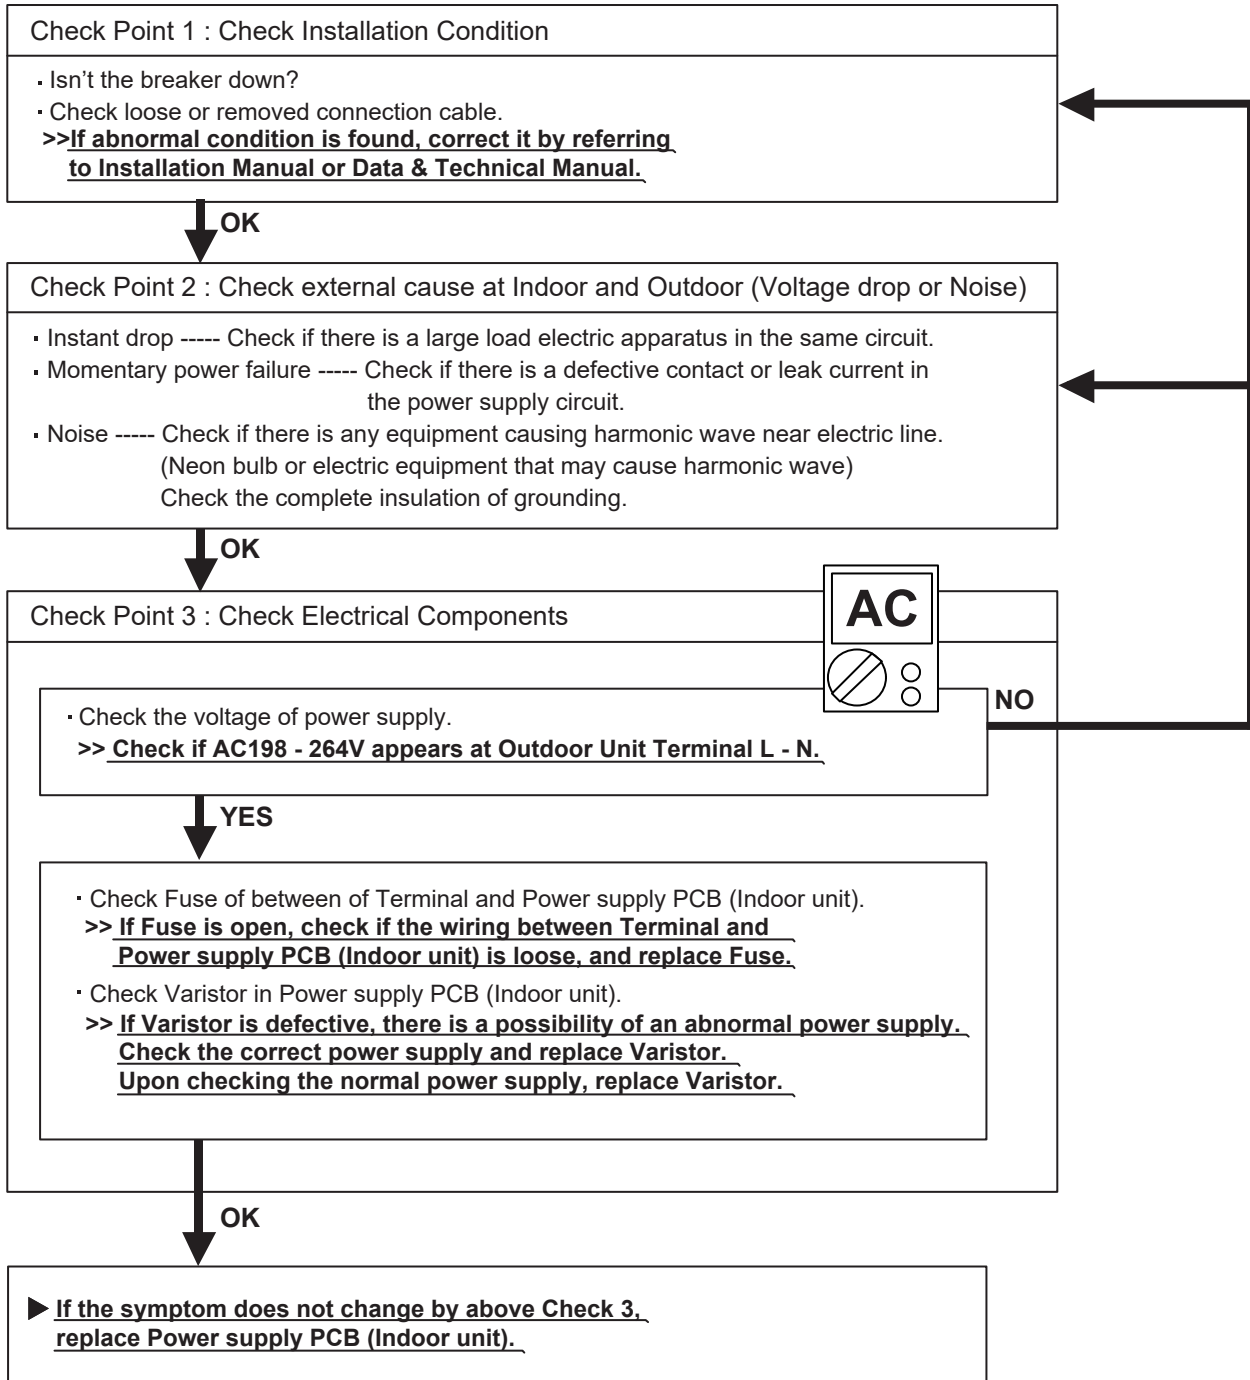 Check Point 1 : Check Installation Condition
· Isn’t the breaker down?
· Check loose or removed connection cable.
>>If abnormal condition is found, correct it by referring
to Installation Manual or Data & Technical Manual.
OK
Check Point 2 : Check external cause at Indoor and Outdoor (Voltage drop or Noise)
· Instant drop ----- Check if there is a large load electric apparatus in the same circuit.
· Momentary power failure ----- Check if there is a defective contact or leak current in
the power supply circuit.
· Noise ----- Check if there is any equipment causing harmonic wave near electric line.
(Neon bulb or electric equipment that may cause harmonic wave)
Check the complete insulation of grounding.
OK
Check Point 3 : Check Electrical Components
AC
NO
· Check the voltage of power supply.
>> Check if AC198 - 264V appears at Outdoor Unit Terminal L - N.
YES
· Check Fuse of between of Terminal and Power supply PCB (Indoor unit).
>> If Fuse is open, check if the wiring between Terminal and
Power supply PCB (Indoor unit) is loose, and replace Fuse.
· Check Varistor in Power supply PCB (Indoor unit).
>> If Varistor is defective, there is a possibility of an abnormal power supply.
Check the correct power supply and replace Varistor.
Upon checking the normal power supply, replace Varistor.
OK
▶ If the symptom does not change by above Check 3,
replace Power supply PCB (Indoor unit).